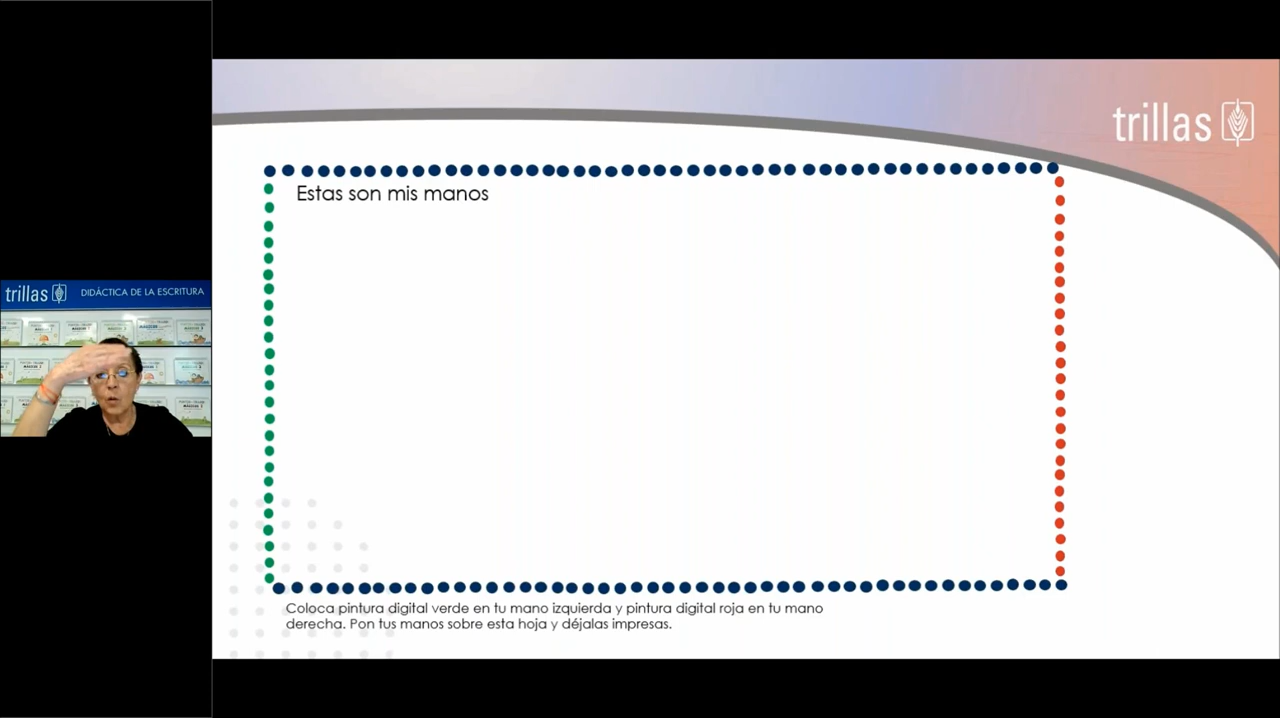 trillas
Estas son mis manos
trillas DIDÁCTICA DE LA ESCRITURA
Coloca pintura digital verde en tu mano izquierda y pintura digital roja en tu mano
derecha. Pon tus manos sobre esta hoja y déjalas impresas.